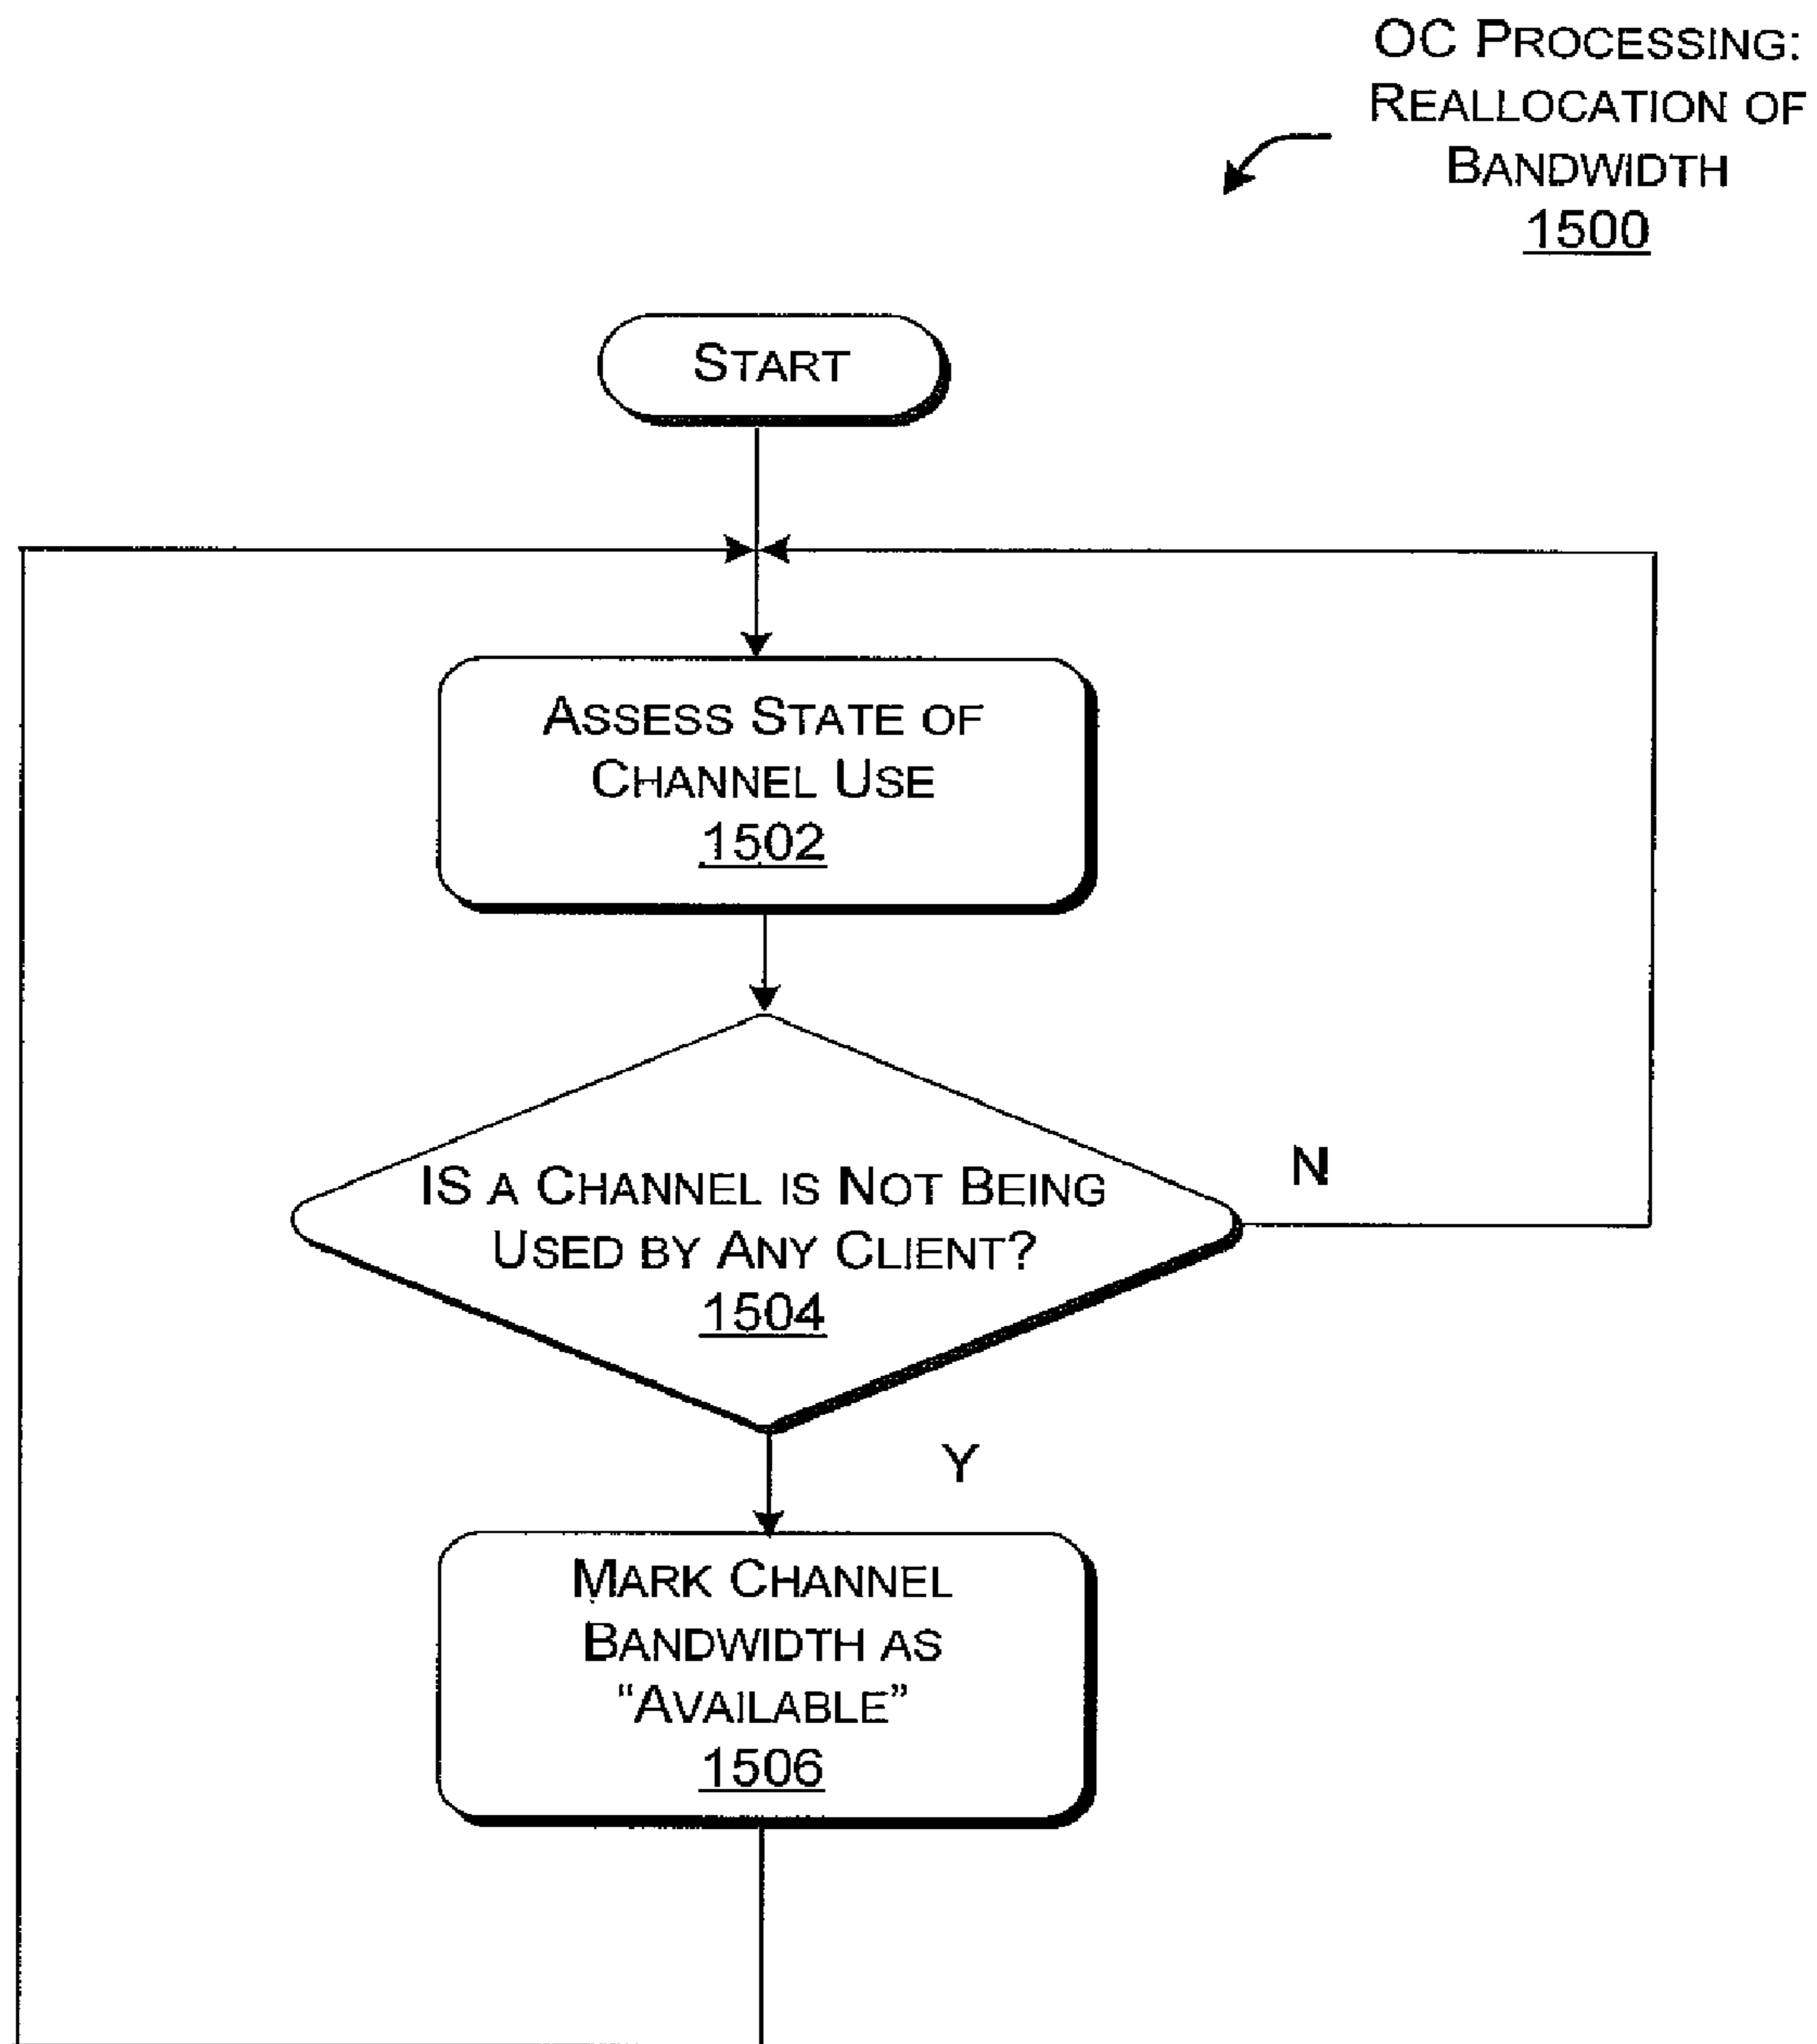 OC PROCESSING:
REALLOCATION OF
BANDWIDTH
1500
START
ASSESS STATE OF
CHANNEL USE
1502
IS A CHANNEL IS NOT BEING
USED BY ANY CLIENT?
1504
N
Y
MARK CHANNEL
BANDWIDTH AS
“AVAILABLE”
1506